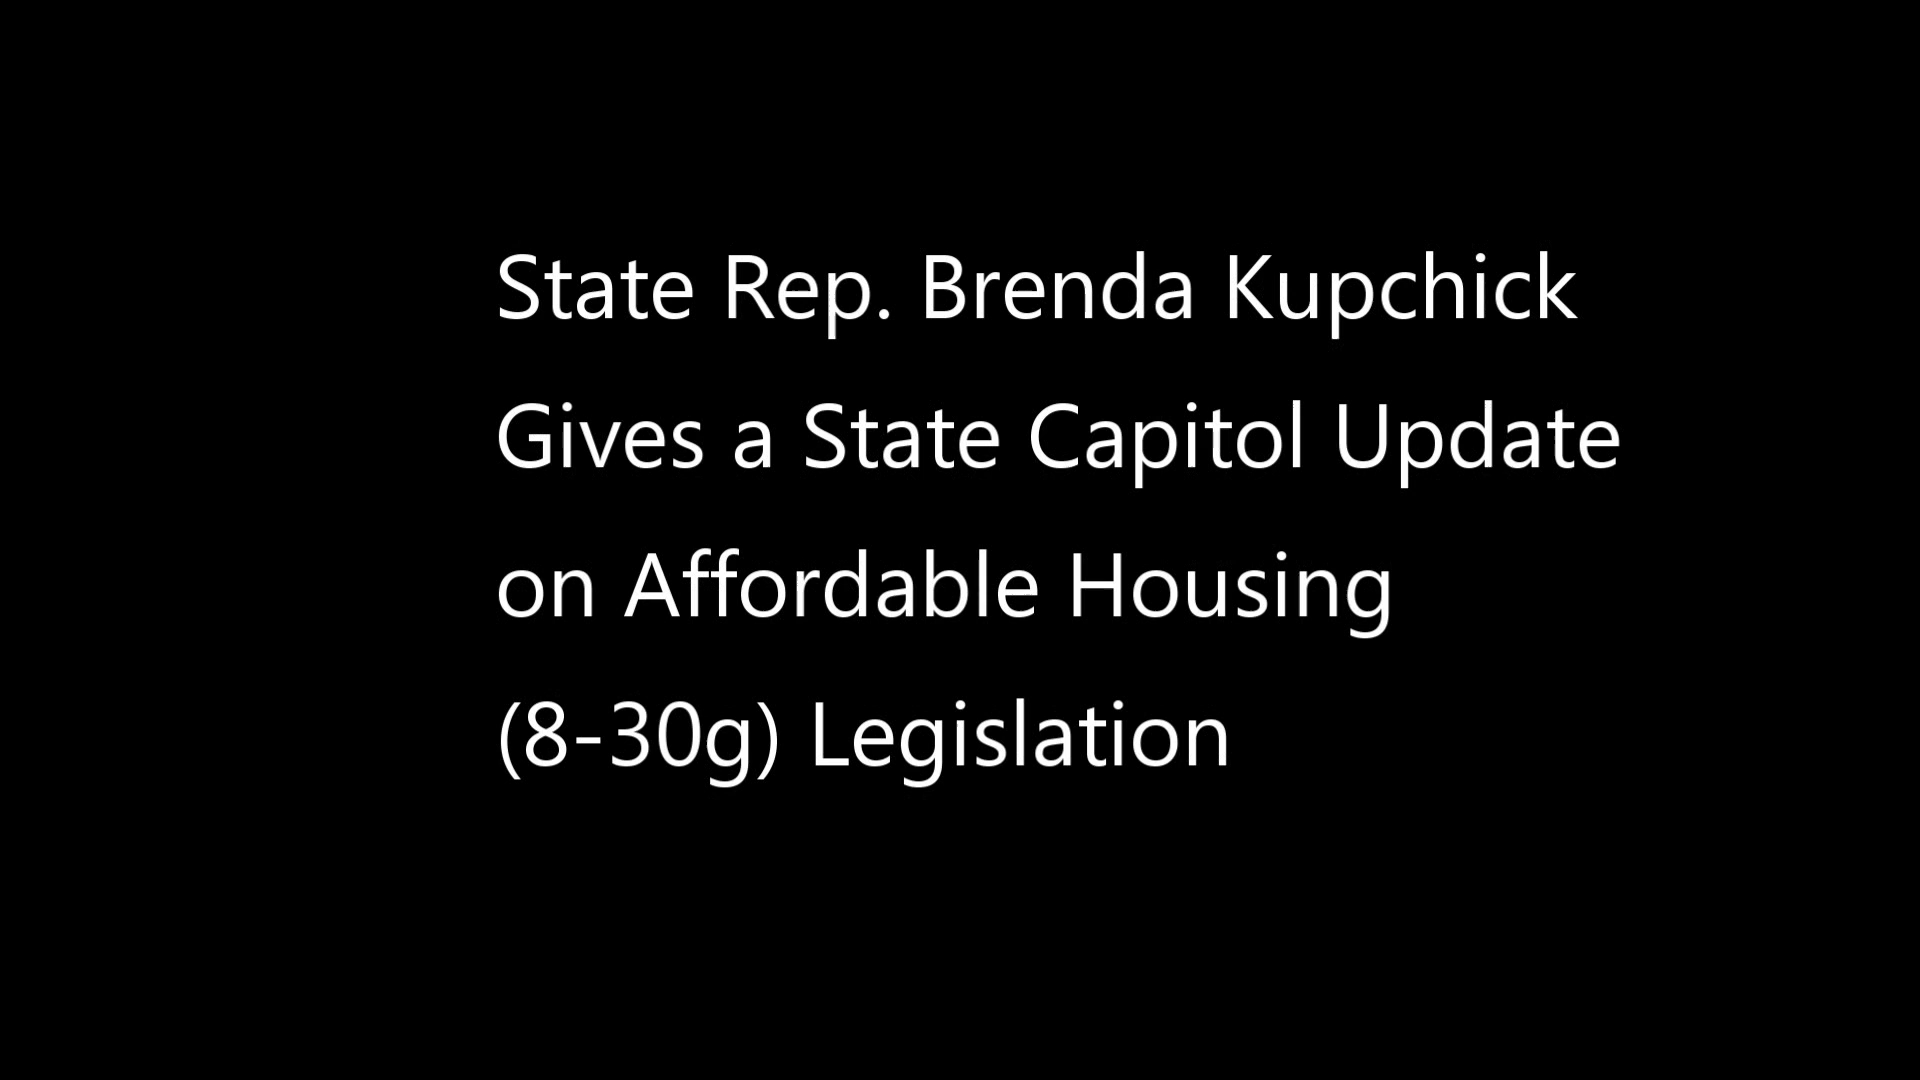 State Rep. Brenda Kupchick
Gives a State Capitol Update
on Affordable Housing
(8-30g) Legislation